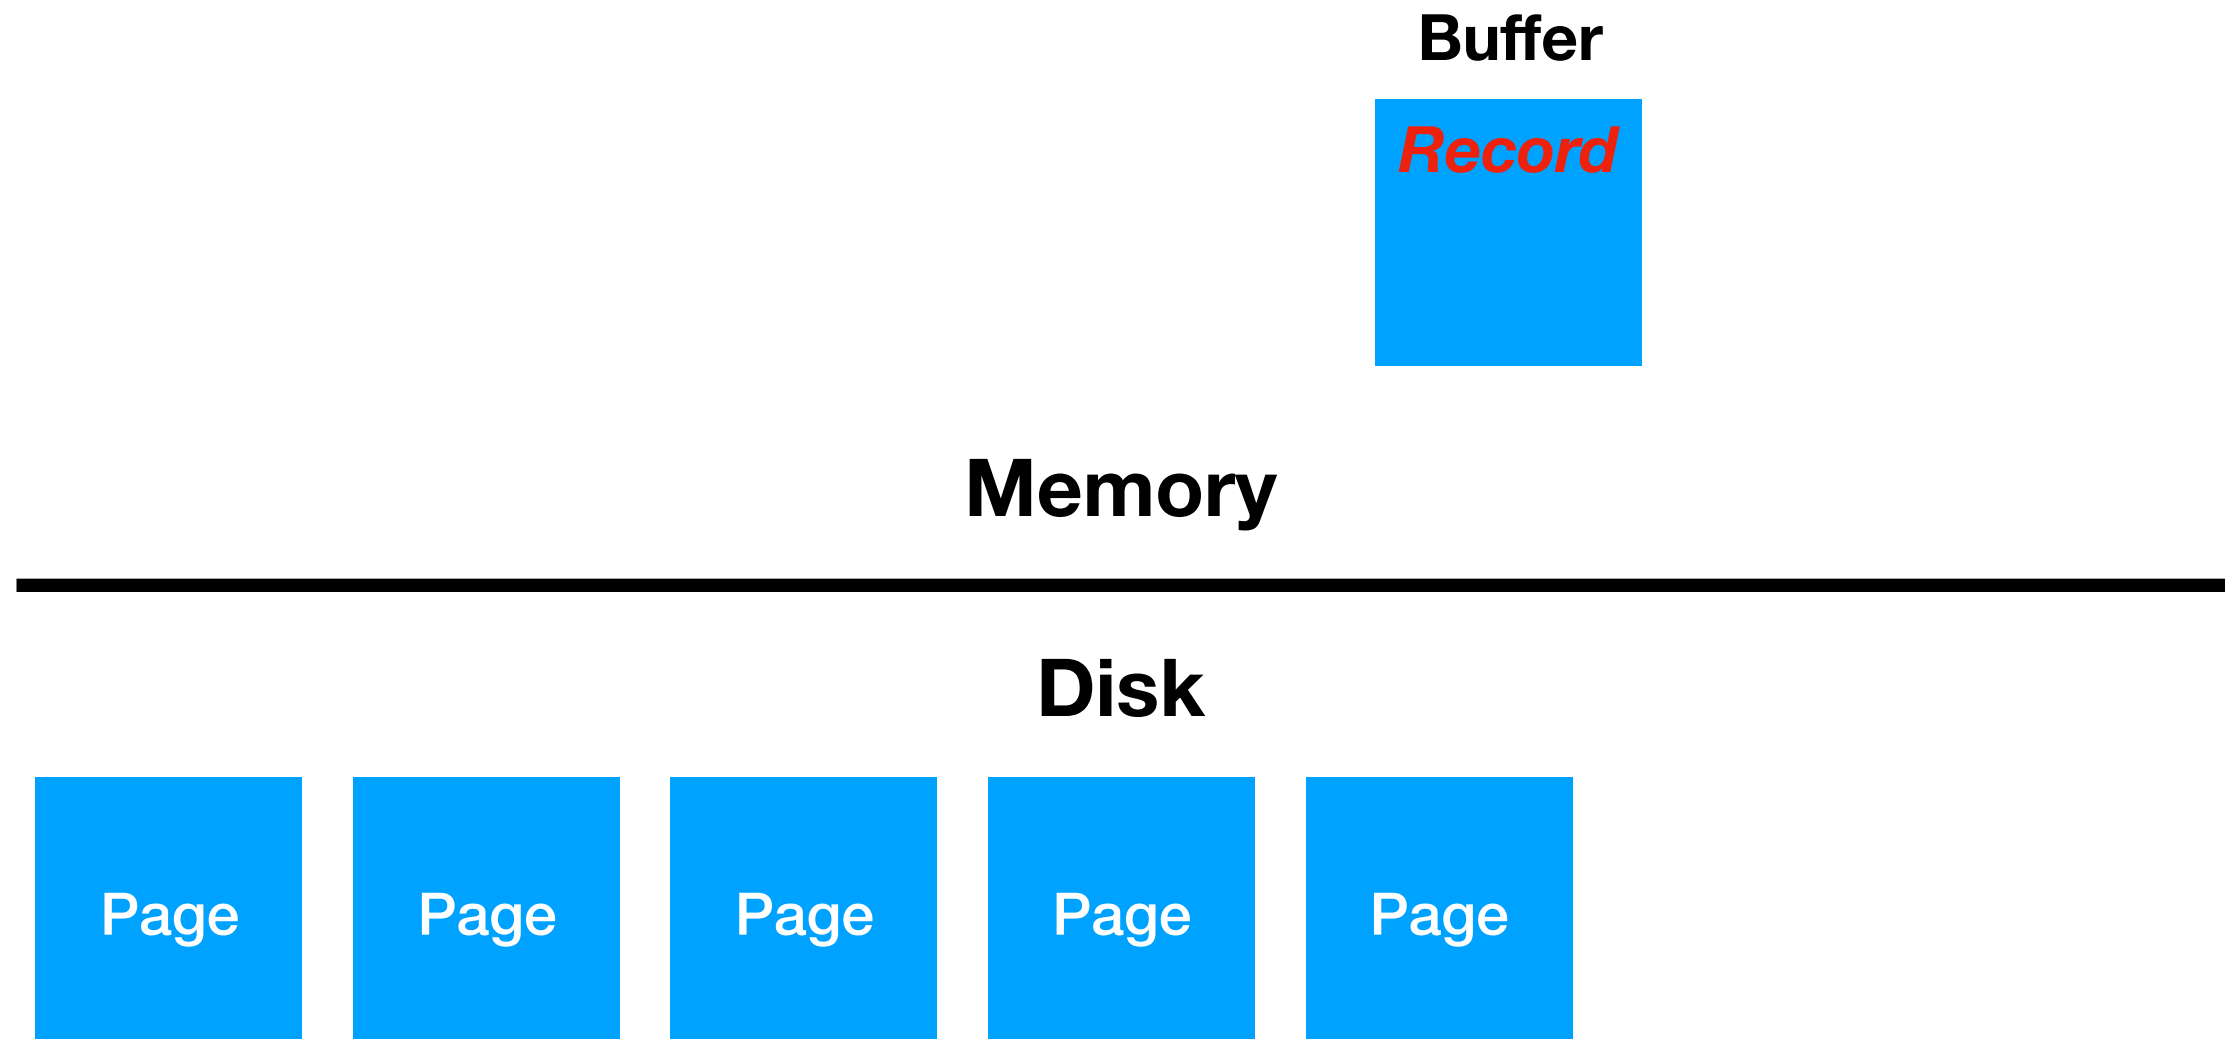 Buffer
Record
Memory
Disk
Page Page Page Page Page